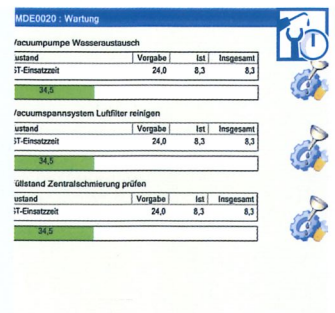 MDE0020 : Wartung
Vacuumpumpe Wasseraustausch
ustand Vorgabe Ist Insgesamt
ST-Einsatzzeit 24,0 8,3 8,3
34,5
Vacuumspannsystem Luftfilter reinigen
ustand Vorgabe Ist Insgesamt
ST-Einsatzzeit 24,0 8,3 8,3
34,5
üllstand Zentralschmierung prüfen
ustand Vorgabe Ist Insgesamt
ST-Einsatzzeit 24,0 8,3 8,3
34,5